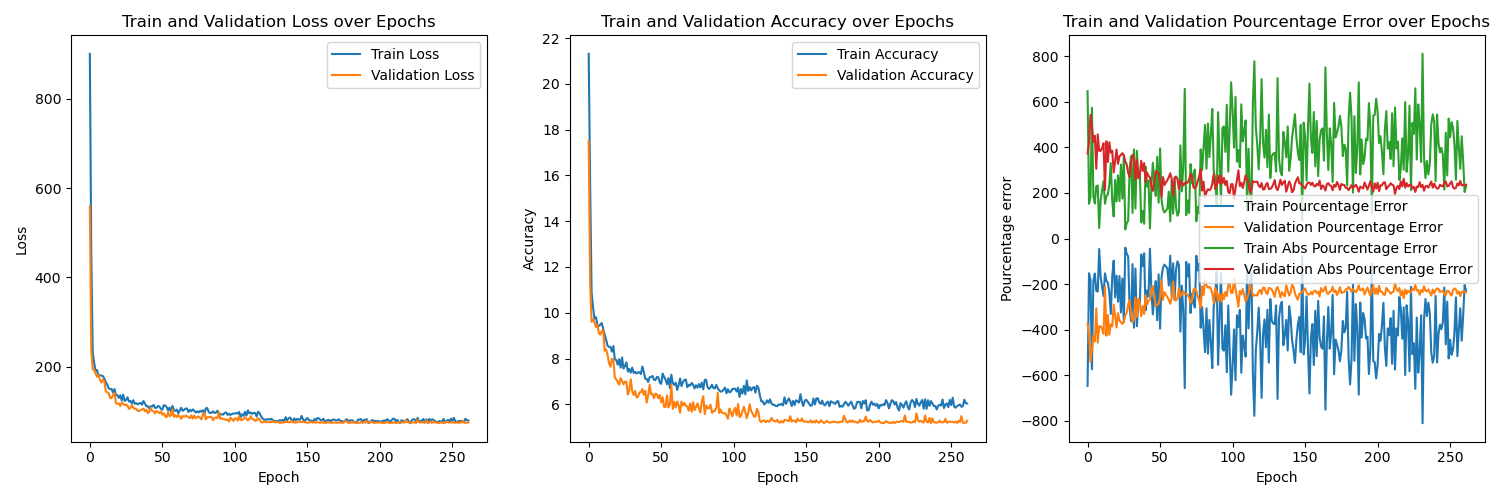 Train and Validation Loss over Epochs
Train Loss
Validation Loss
800
600
400
200
Loss
0
50
100
150
200
250
Epoch
Train and Validation Accuracy over Epochs
Train Accuracy
Validation Accuracy
22
20
18
16
14
12
10
8
6
Accuracy
0
50
100
150
200
250
Epoch
Train and Validation Pourcentage Error over Epochs
800
600
400
200
0
−200
−400
−600
−800
Pourcentage error
Train Pourcentage Error
Validation Pourcentage Error
Train Abs Pourcentage Error
Validation Abs Pourcentage Error
0
50
100
150
200
250
Epoch